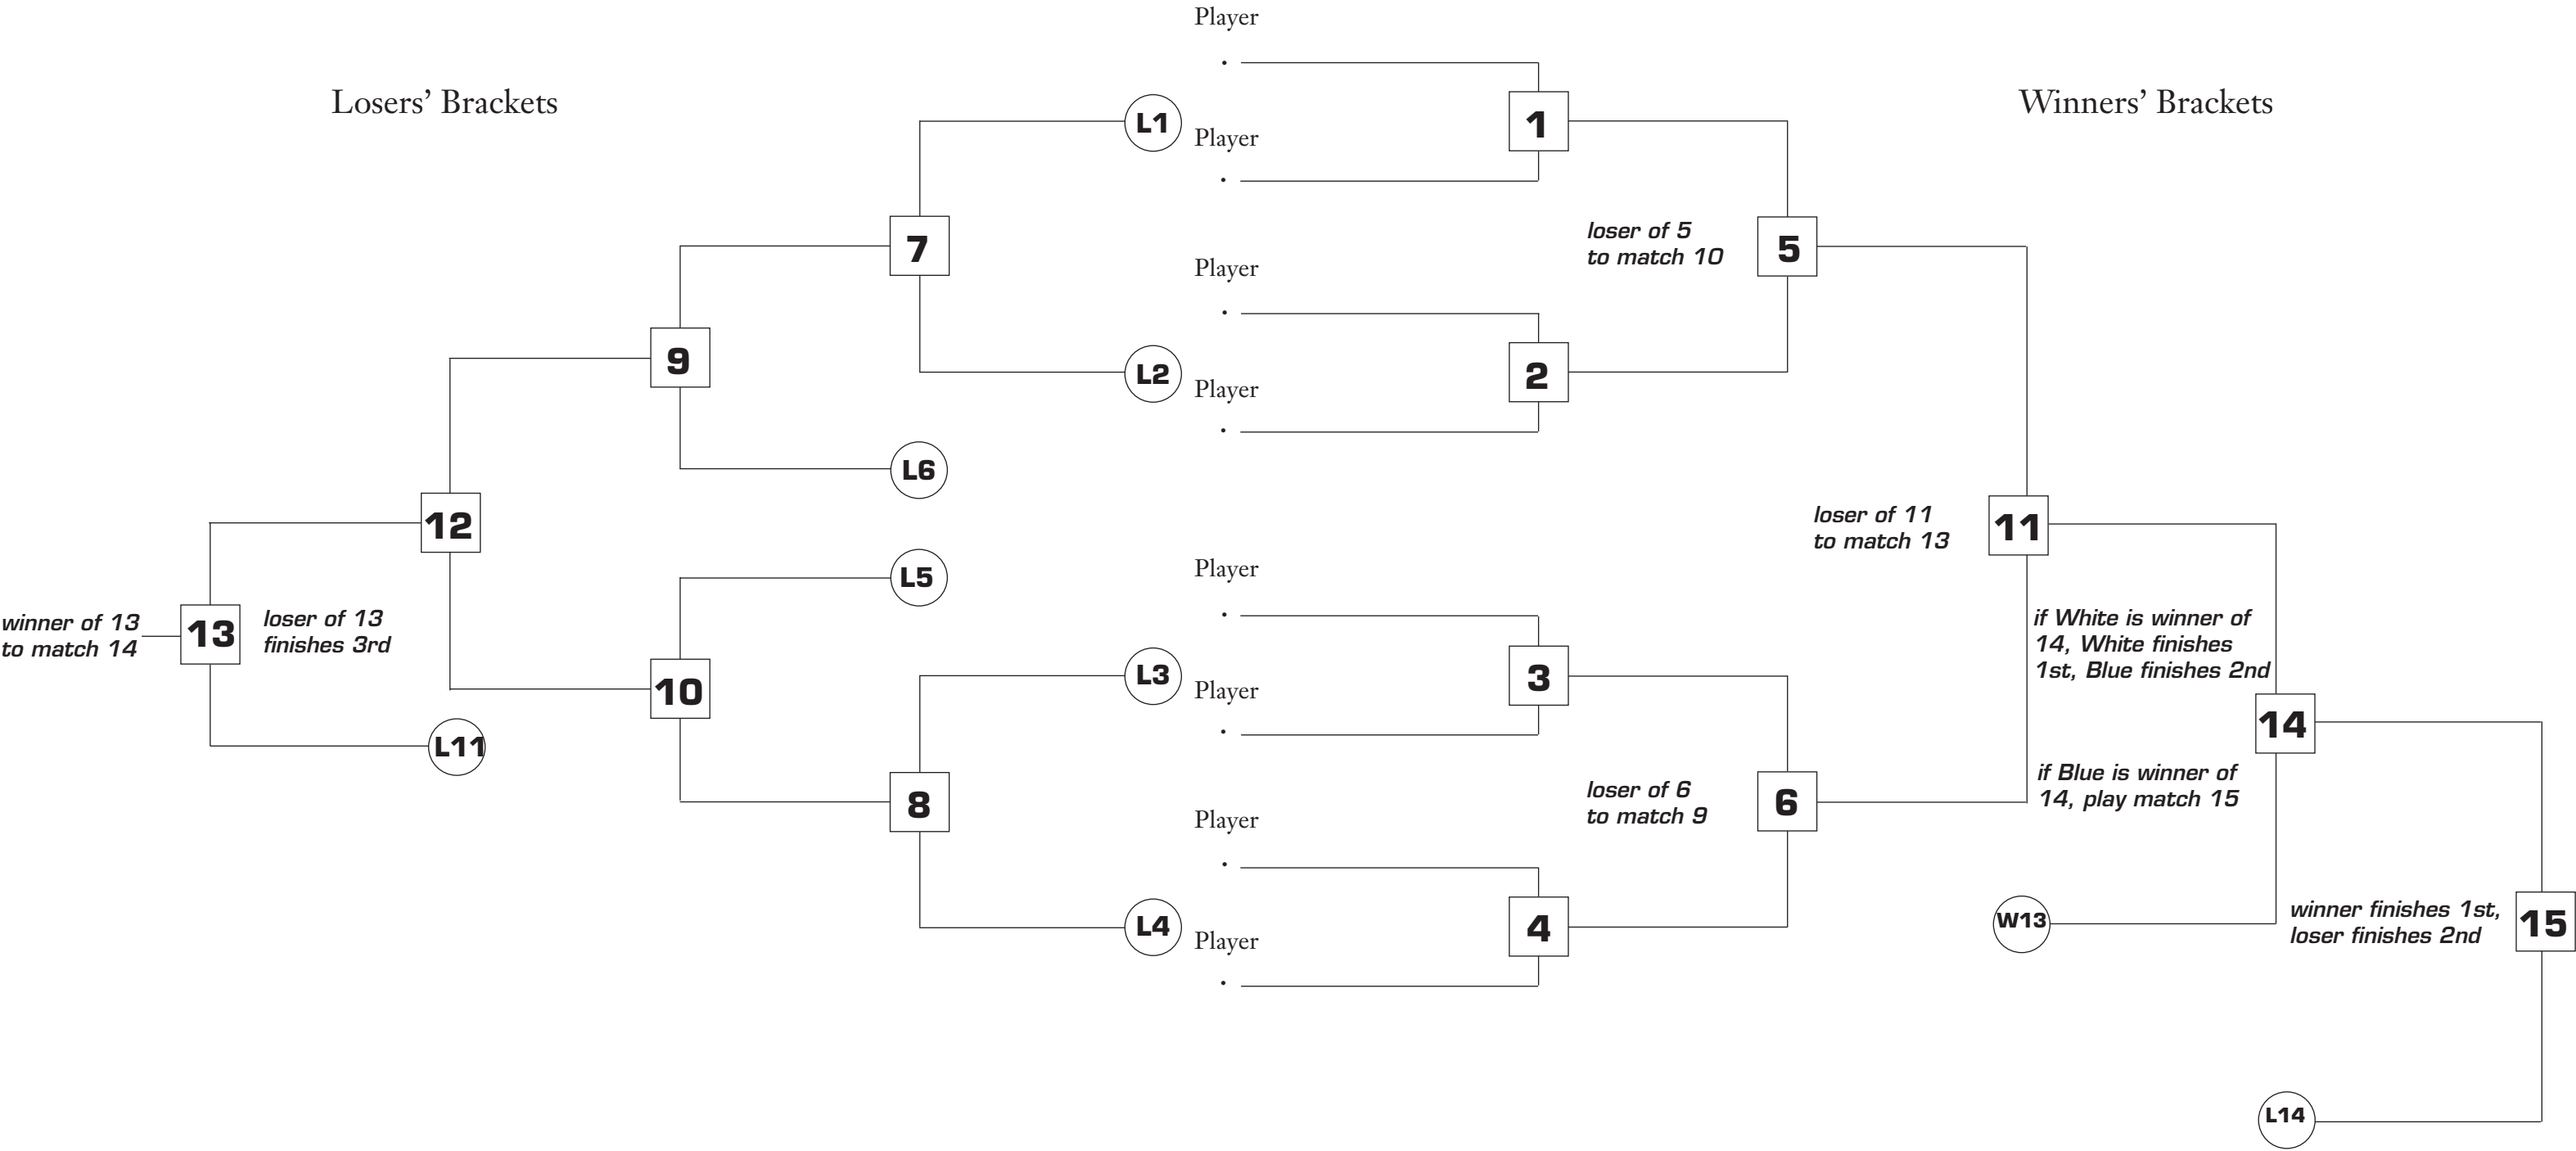 Player
Losers’ Brackets
Winners’ Brackets
L1
1
Player
7
loser of 5
to match 10
5
Player
9
L2
2
Player
L6
12
loser of 11
to match 13
11
L5
Player
winner of 13
to match 14
13
loser of 13
finishes 3rd
if White is winner of
14, White finishes
1st, Blue finishes 2nd
10
L3
Player
3
14
L11
8
Player
loser of 6
to match 9
6
if Blue is winner of
14, play match 15
L4
Player
4
W13
winner finishes 1st,
loser finishes 2nd
15
L14